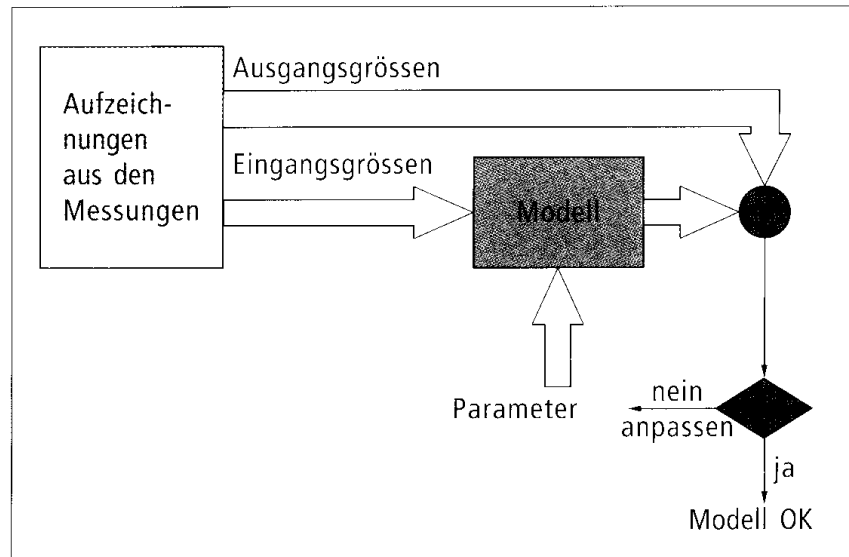 Ausgangsgrössen
Aufzeich-
nungen
aus den
Messungen
Eingangsgrössen
Modell
Parameter
nein
anpassen
ja
Modell OK